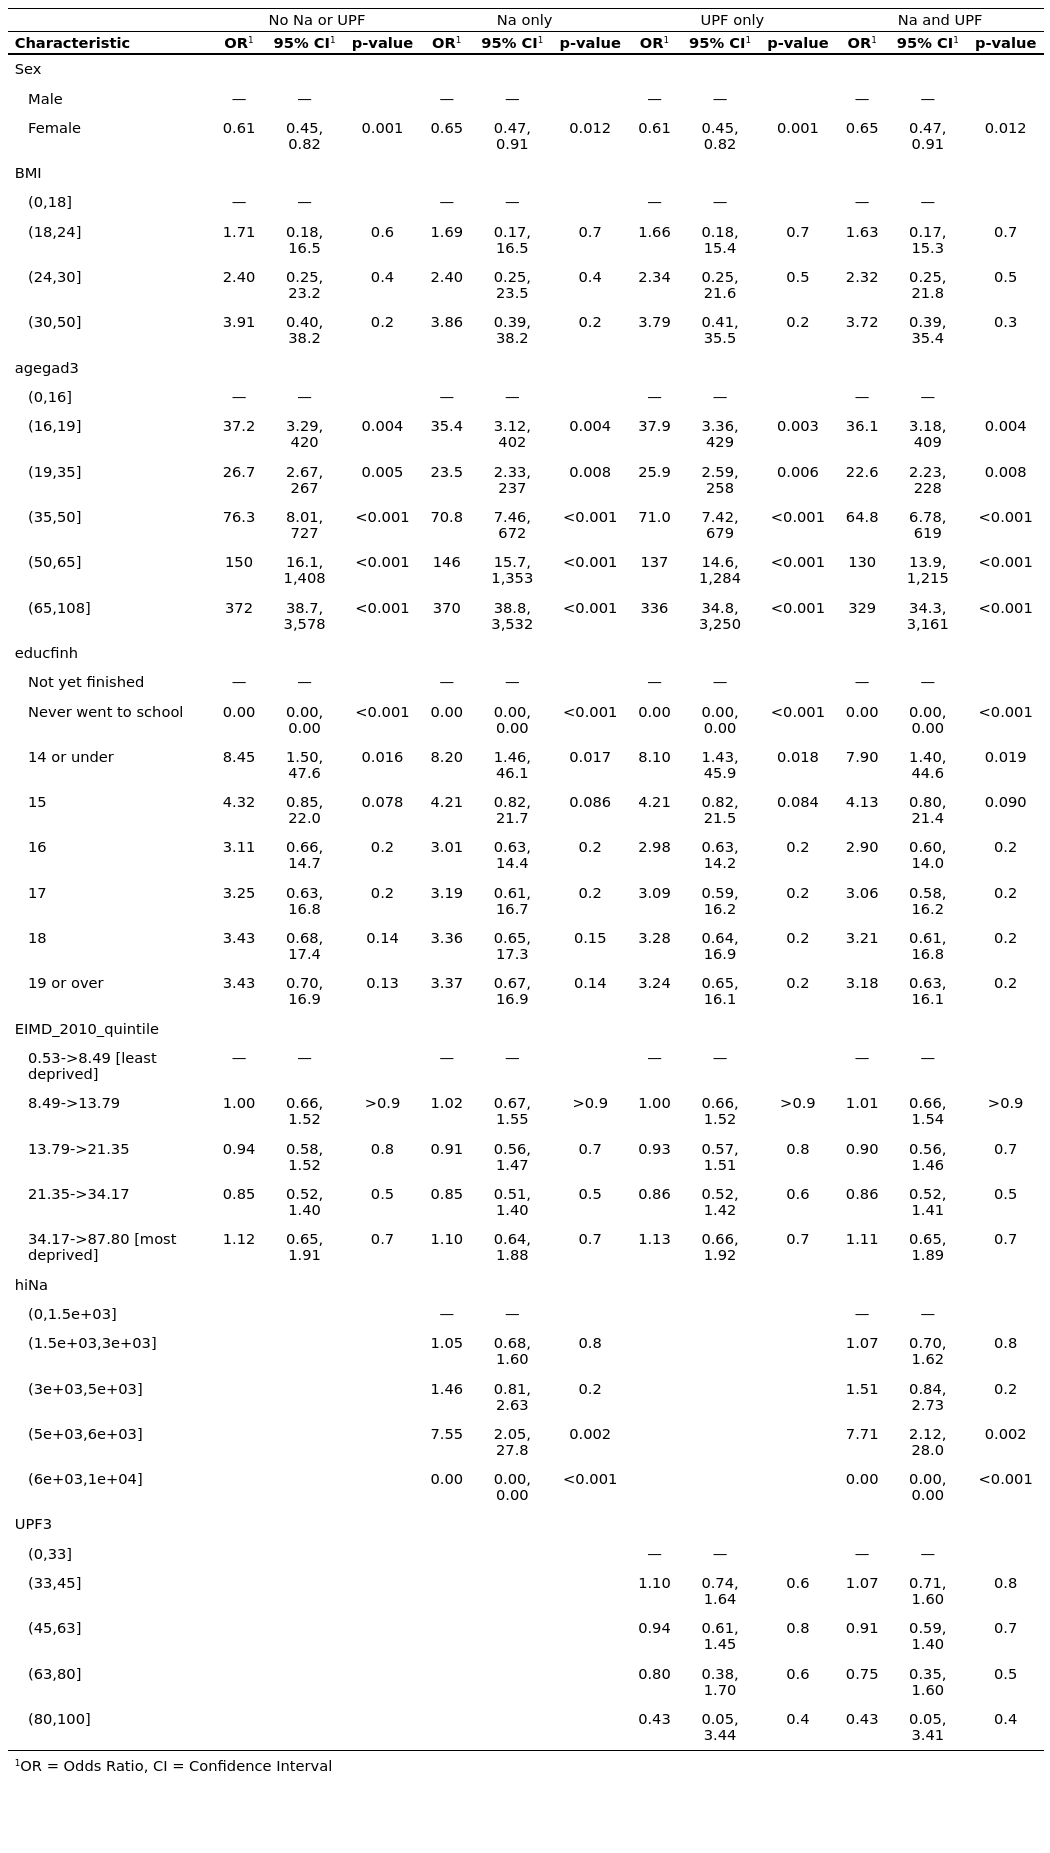 No Na or UPF Na only UPF only Na and UPF
Characteristic OR¹ 95% CI¹ p-value OR¹ 95% CI¹ p-value OR¹ 95% CI¹ p-value OR¹ 95% CI¹ p-value
Sex
Male — — — — — — — —
Female 0.61 0.45, 0.001 0.65 0.47, 0.012 0.61 0.45, 0.001 0.65 0.47, 0.012
0.82 0.91 0.82 0.91
BMI
(0,18] — — — — — — — —
(18,24] 1.71 0.18, 0.6 1.69 0.17, 0.7 1.66 0.18, 0.7 1.63 0.17, 0.7
16.5 16.5 15.4 15.3
(24,30] 2.40 0.25, 0.4 2.40 0.25, 0.4 2.34 0.25, 0.5 2.32 0.25, 0.5
23.2 23.5 21.6 21.8
(30,50] 3.91 0.40, 0.2 3.86 0.39, 0.2 3.79 0.41, 0.2 3.72 0.39, 0.3
38.2 38.2 35.5 35.4
agegad3
(0,16] — — — — — — — —
(16,19] 37.2 3.29, 0.004 35.4 3.12, 0.004 37.9 3.36, 0.003 36.1 3.18, 0.004
420 402 429 409
(19,35] 26.7 2.67, 0.005 23.5 2.33, 0.008 25.9 2.59, 0.006 22.6 2.23, 0.008
267 237 258 228
(35,50] 76.3 8.01, <0.001 70.8 7.46, <0.001 71.0 7.42, <0.001 64.8 6.78, <0.001
727 672 679 619
(50,65] 150 16.1, <0.001 146 15.7, <0.001 137 14.6, <0.001 130 13.9, <0.001
1,408 1,353 1,284 1,215
(65,108] 372 38.7, <0.001 370 38.8, <0.001 336 34.8, <0.001 329 34.3, <0.001
3,578 3,532 3,250 3,161
educfinh
Not yet finished — — — — — — — —
Never went to school 0.00 0.00, <0.001 0.00 0.00, <0.001 0.00 0.00, <0.001 0.00 0.00, <0.001
0.00 0.00 0.00 0.00
14 or under 8.45 1.50, 0.016 8.20 1.46, 0.017 8.10 1.43, 0.018 7.90 1.40, 0.019
47.6 46.1 45.9 44.6
15 4.32 0.85, 0.078 4.21 0.82, 0.086 4.21 0.82, 0.084 4.13 0.80, 0.090
22.0 21.7 21.5 21.4
16 3.11 0.66, 0.2 3.01 0.63, 0.2 2.98 0.63, 0.2 2.90 0.60, 0.2
14.7 14.4 14.2 14.0
17 3.25 0.63, 0.2 3.19 0.61, 0.2 3.09 0.59, 0.2 3.06 0.58, 0.2
16.8 16.7 16.2 16.2
18 3.43 0.68, 0.14 3.36 0.65, 0.15 3.28 0.64, 0.2 3.21 0.61, 0.2
17.4 17.3 16.9 16.8
19 or over 3.43 0.70, 0.13 3.37 0.67, 0.14 3.24 0.65, 0.2 3.18 0.63, 0.2
16.9 16.9 16.1 16.1
EIMD_2010_quintile
0.53->8.49 [least — — — — — — — —
deprived]
8.49->13.79 1.00 0.66, >0.9 1.02 0.67, >0.9 1.00 0.66, >0.9 1.01 0.66, >0.9
1.52 1.55 1.52 1.54
13.79->21.35 0.94 0.58, 0.8 0.91 0.56, 0.7 0.93 0.57, 0.8 0.90 0.56, 0.7
1.52 1.47 1.51 1.46
21.35->34.17 0.85 0.52, 0.5 0.85 0.51, 0.5 0.86 0.52, 0.6 0.86 0.52, 0.5
1.40 1.40 1.42 1.41
34.17->87.80 [most 1.12 0.65, 0.7 1.10 0.64, 0.7 1.13 0.66, 0.7 1.11 0.65, 0.7
deprived] 1.91 1.88 1.92 1.89
hiNa
(0,1.5e+03] — — — —
(1.5e+03,3e+03] 1.05 0.68, 0.8 1.07 0.70, 0.8
1.60 1.62
(3e+03,5e+03] 1.46 0.81, 0.2 1.51 0.84, 0.2
2.63 2.73
(5e+03,6e+03] 7.55 2.05, 0.002 7.71 2.12, 0.002
27.8 28.0
(6e+03,1e+04] 0.00 0.00, <0.001 0.00 0.00, <0.001
0.00 0.00
UPF3
(0,33] — — — —
(33,45] 1.10 0.74, 0.6 1.07 0.71, 0.8
1.64 1.60
(45,63] 0.94 0.61, 0.8 0.91 0.59, 0.7
1.45 1.40
(63,80] 0.80 0.38, 0.6 0.75 0.35, 0.5
1.70 1.60
(80,100] 0.43 0.05, 0.4 0.43 0.05, 0.4
3.44 3.41
¹OR = Odds Ratio, CI = Confidence Interval